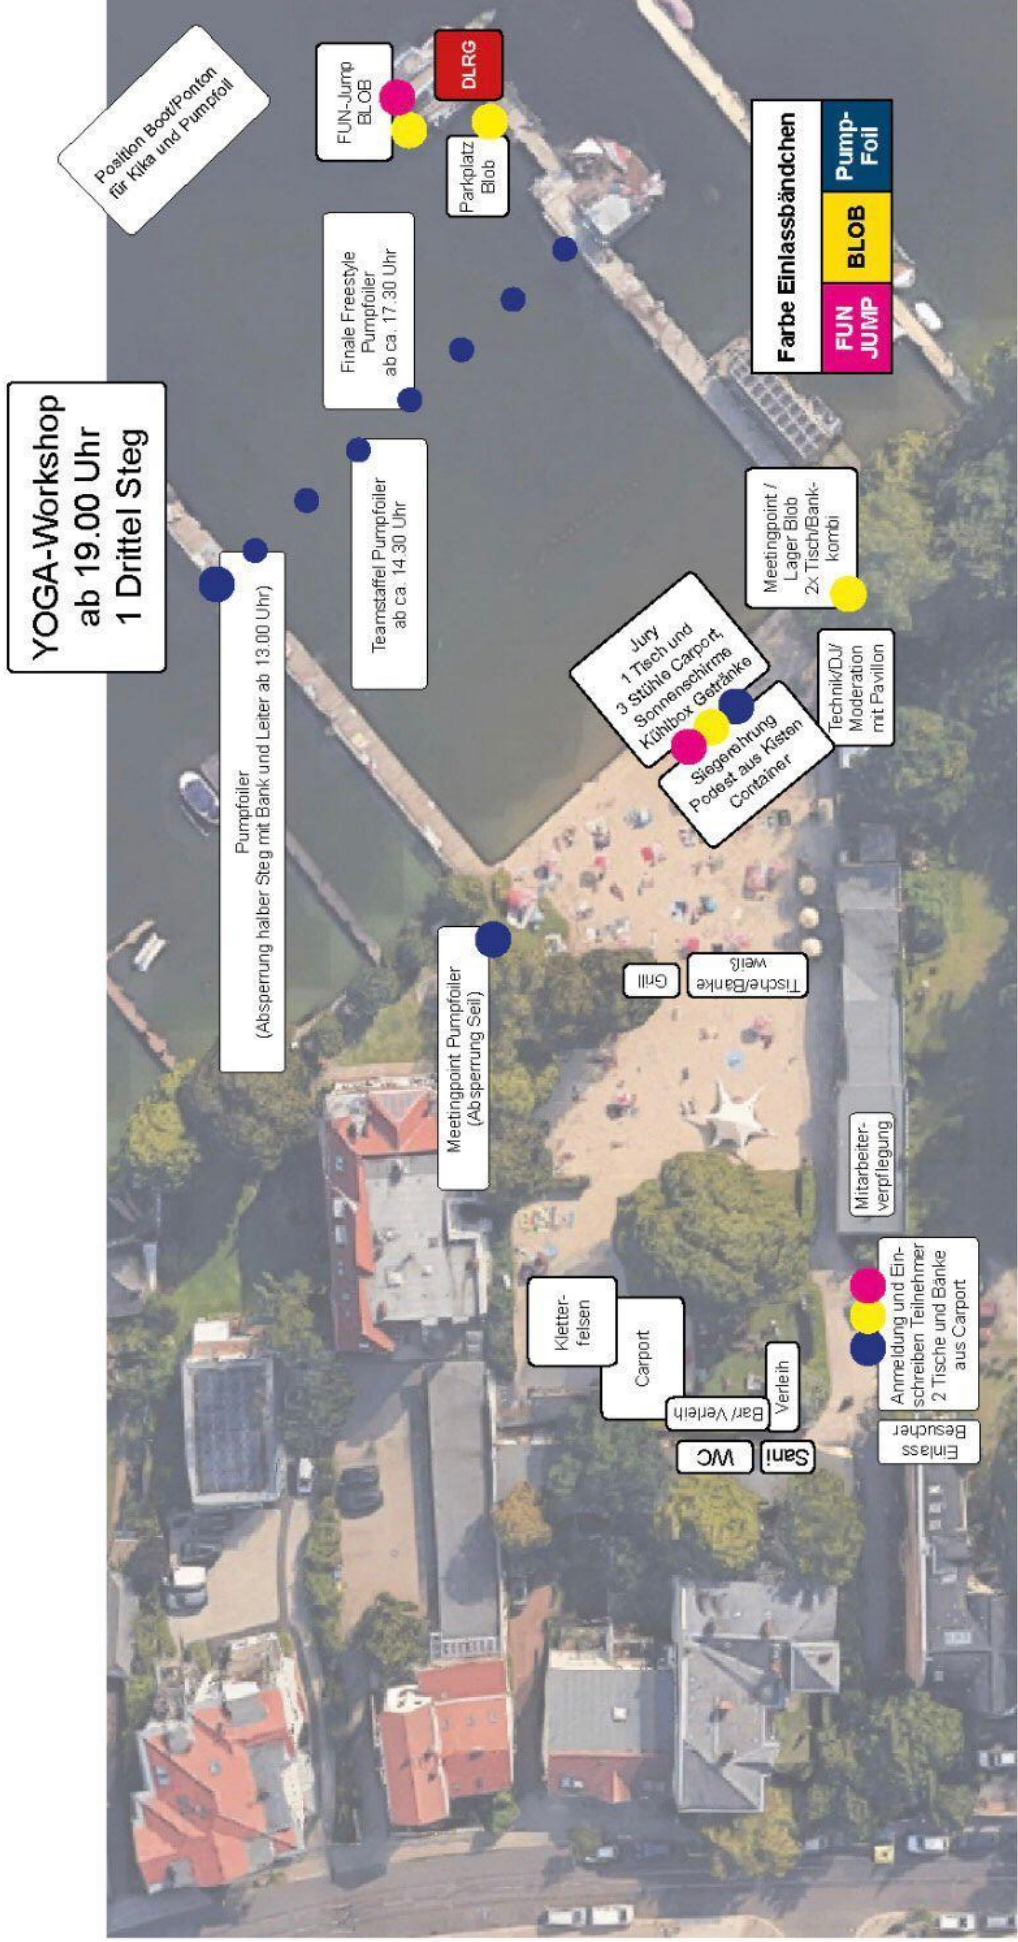 YOGA-Workshop
ab 19.00 Uhr
1 Drittel Steg
Position Boot/Ponton
für Kika und Pumpfoil
FUN-Jump
BLOB
DLRG
Parkplatz
Blob
Finale Freestyle
Pumpfoiler
ab ca. 17.30 Uhr
Teamstaffel Pumpfoiler
ab ca. 14.30 Uhr
Pumpfoiler
(Absperrung halber Steg mit Bank und Leiter ab 13.00 Uhr)
Farbe Einlassbändchen
FUN
JUMP
BLOB
Pump-
Foil
Meetingpoint /
Lager Blob
2x Tisch/Bank-
kombi
Jury
1 Tisch und
3 Stühle Carport,
Sonnenschirme
Kühlbox Getränke
Siegerehrung
Podest aus Kisten
Container
Technik/DJ/
Moderation
mit Pavillon
Meetingpoint Pumpfoiler
(Absperrung Seil)
Grill
Tische/Bänke
weiß
Mitarbeiter-
verpflegung
Kletter-
felsen
Carport
Bar/ Verleih
Verleih
WC
Sani
Anmeldung und Ein-
schreiben Teilnehmer
2 Tische und Bänke
aus Carport
Einlass
Besucher